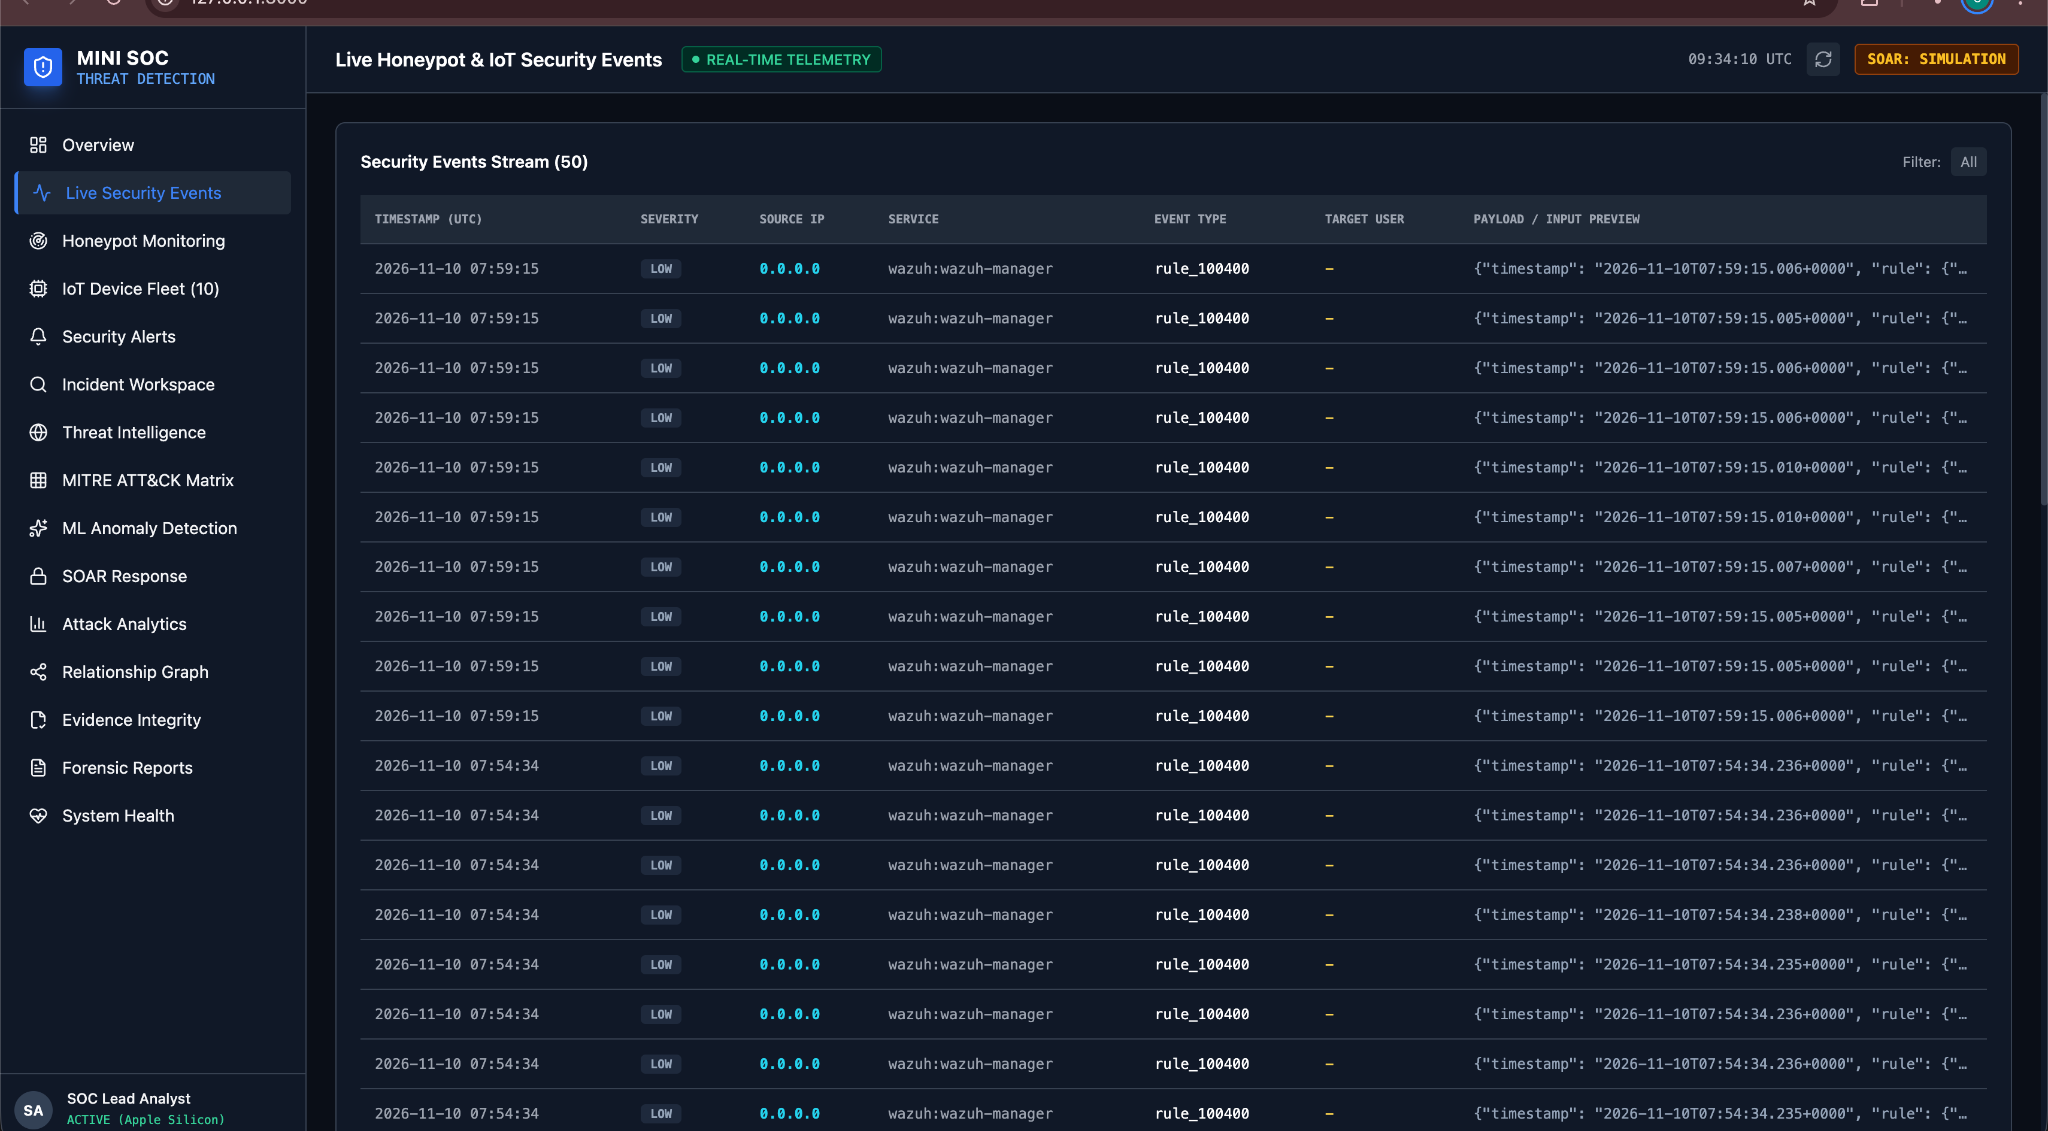 MINI SOC
THREAT DETECTION
Live Honeypot & IoT Security Events
REAL-TIME TELEMETRY
09:34:10 UTC
SOAR: SIMULATION
Overview
Live Security Events
Honeypot Monitoring
IoT Device Fleet (10)
Security Alerts
Incident Workspace
Threat Intelligence
MITRE ATT&CK Matrix
ML Anomaly Detection
SOAR Response
Attack Analytics
Relationship Graph
Evidence Integrity
Forensic Reports
System Health
SA
SOC Lead Analyst
ACTIVE (Apple Silicon)
Security Events Stream (50)
Filter: All
TIMESTAMP (UTC) SEVERITY SOURCE IP SERVICE EVENT TYPE TARGET USER PAYLOAD / INPUT PREVIEW
2026-11-10 07:59:15 LOW 0.0.0.0 wazuh:wazuh-manager rule_100400 – {"timestamp": "2026-11-10T07:59:15.006+0000", "rule": {"…
2026-11-10 07:59:15 LOW 0.0.0.0 wazuh:wazuh-manager rule_100400 – {"timestamp": "2026-11-10T07:59:15.005+0000", "rule": {"…
2026-11-10 07:59:15 LOW 0.0.0.0 wazuh:wazuh-manager rule_100400 – {"timestamp": "2026-11-10T07:59:15.006+0000", "rule": {"…
2026-11-10 07:59:15 LOW 0.0.0.0 wazuh:wazuh-manager rule_100400 – {"timestamp": "2026-11-10T07:59:15.006+0000", "rule": {"…
2026-11-10 07:59:15 LOW 0.0.0.0 wazuh:wazuh-manager rule_100400 – {"timestamp": "2026-11-10T07:59:15.010+0000", "rule": {"…
2026-11-10 07:59:15 LOW 0.0.0.0 wazuh:wazuh-manager rule_100400 – {"timestamp": "2026-11-10T07:59:15.010+0000", "rule": {"…
2026-11-10 07:59:15 LOW 0.0.0.0 wazuh:wazuh-manager rule_100400 – {"timestamp": "2026-11-10T07:59:15.007+0000", "rule": {"…
2026-11-10 07:59:15 LOW 0.0.0.0 wazuh:wazuh-manager rule_100400 – {"timestamp": "2026-11-10T07:59:15.005+0000", "rule": {"…
2026-11-10 07:59:15 LOW 0.0.0.0 wazuh:wazuh-manager rule_100400 – {"timestamp": "2026-11-10T07:59:15.005+0000", "rule": {"…
2026-11-10 07:59:15 LOW 0.0.0.0 wazuh:wazuh-manager rule_100400 – {"timestamp": "2026-11-10T07:59:15.006+0000", "rule": {"…
2026-11-10 07:54:34 LOW 0.0.0.0 wazuh:wazuh-manager rule_100400 – {"timestamp": "2026-11-10T07:54:34.236+0000", "rule": {"…
2026-11-10 07:54:34 LOW 0.0.0.0 wazuh:wazuh-manager rule_100400 – {"timestamp": "2026-11-10T07:54:34.236+0000", "rule": {"…
2026-11-10 07:54:34 LOW 0.0.0.0 wazuh:wazuh-manager rule_100400 – {"timestamp": "2026-11-10T07:54:34.236+0000", "rule": {"…
2026-11-10 07:54:34 LOW 0.0.0.0 wazuh:wazuh-manager rule_100400 – {"timestamp": "2026-11-10T07:54:34.238+0000", "rule": {"…
2026-11-10 07:54:34 LOW 0.0.0.0 wazuh:wazuh-manager rule_100400 – {"timestamp": "2026-11-10T07:54:34.235+0000", "rule": {"…
2026-11-10 07:54:34 LOW 0.0.0.0 wazuh:wazuh-manager rule_100400 – {"timestamp": "2026-11-10T07:54:34.236+0000", "rule": {"…
2026-11-10 07:54:34 LOW 0.0.0.0 wazuh:wazuh-manager rule_100400 – {"timestamp": "2026-11-10T07:54:34.236+0000", "rule": {"…
2026-11-10 07:54:34 LOW 0.0.0.0 wazuh:wazuh-manager rule_100400 – {"timestamp": "2026-11-10T07:54:34.235+0000", "rule": {"…